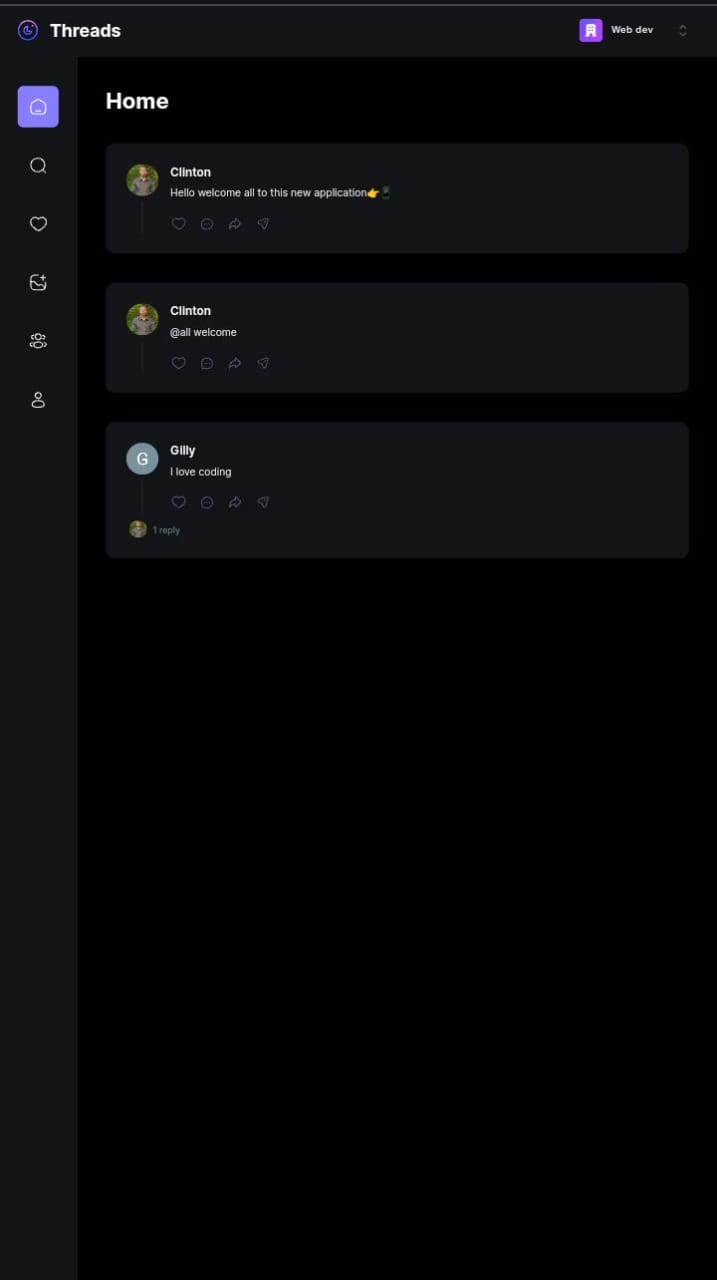 Threads
Web dev
Home
Clinton
Hello welcome all to this new application👉📱
Clinton
@all welcome
G
Gilly
I love coding
1 reply